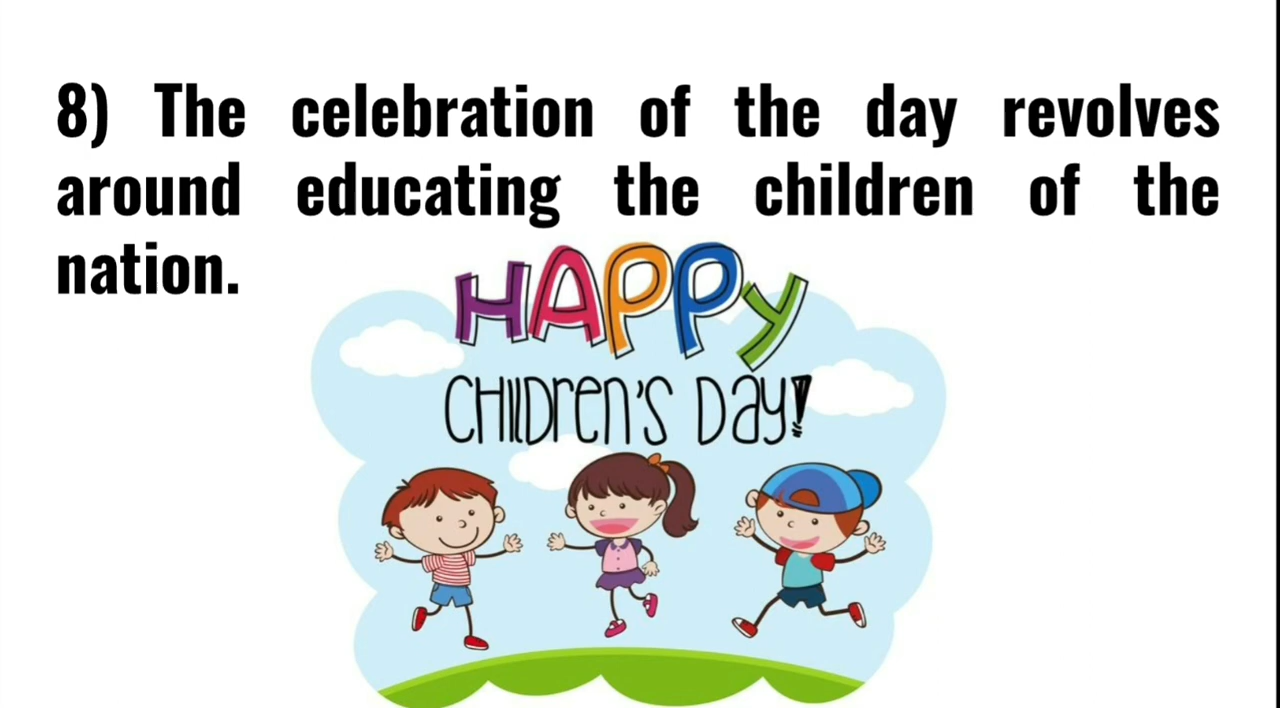 8) The celebration of the day revolves
around educating the children of the
nation.
HAPPY
CHILDren's Day!